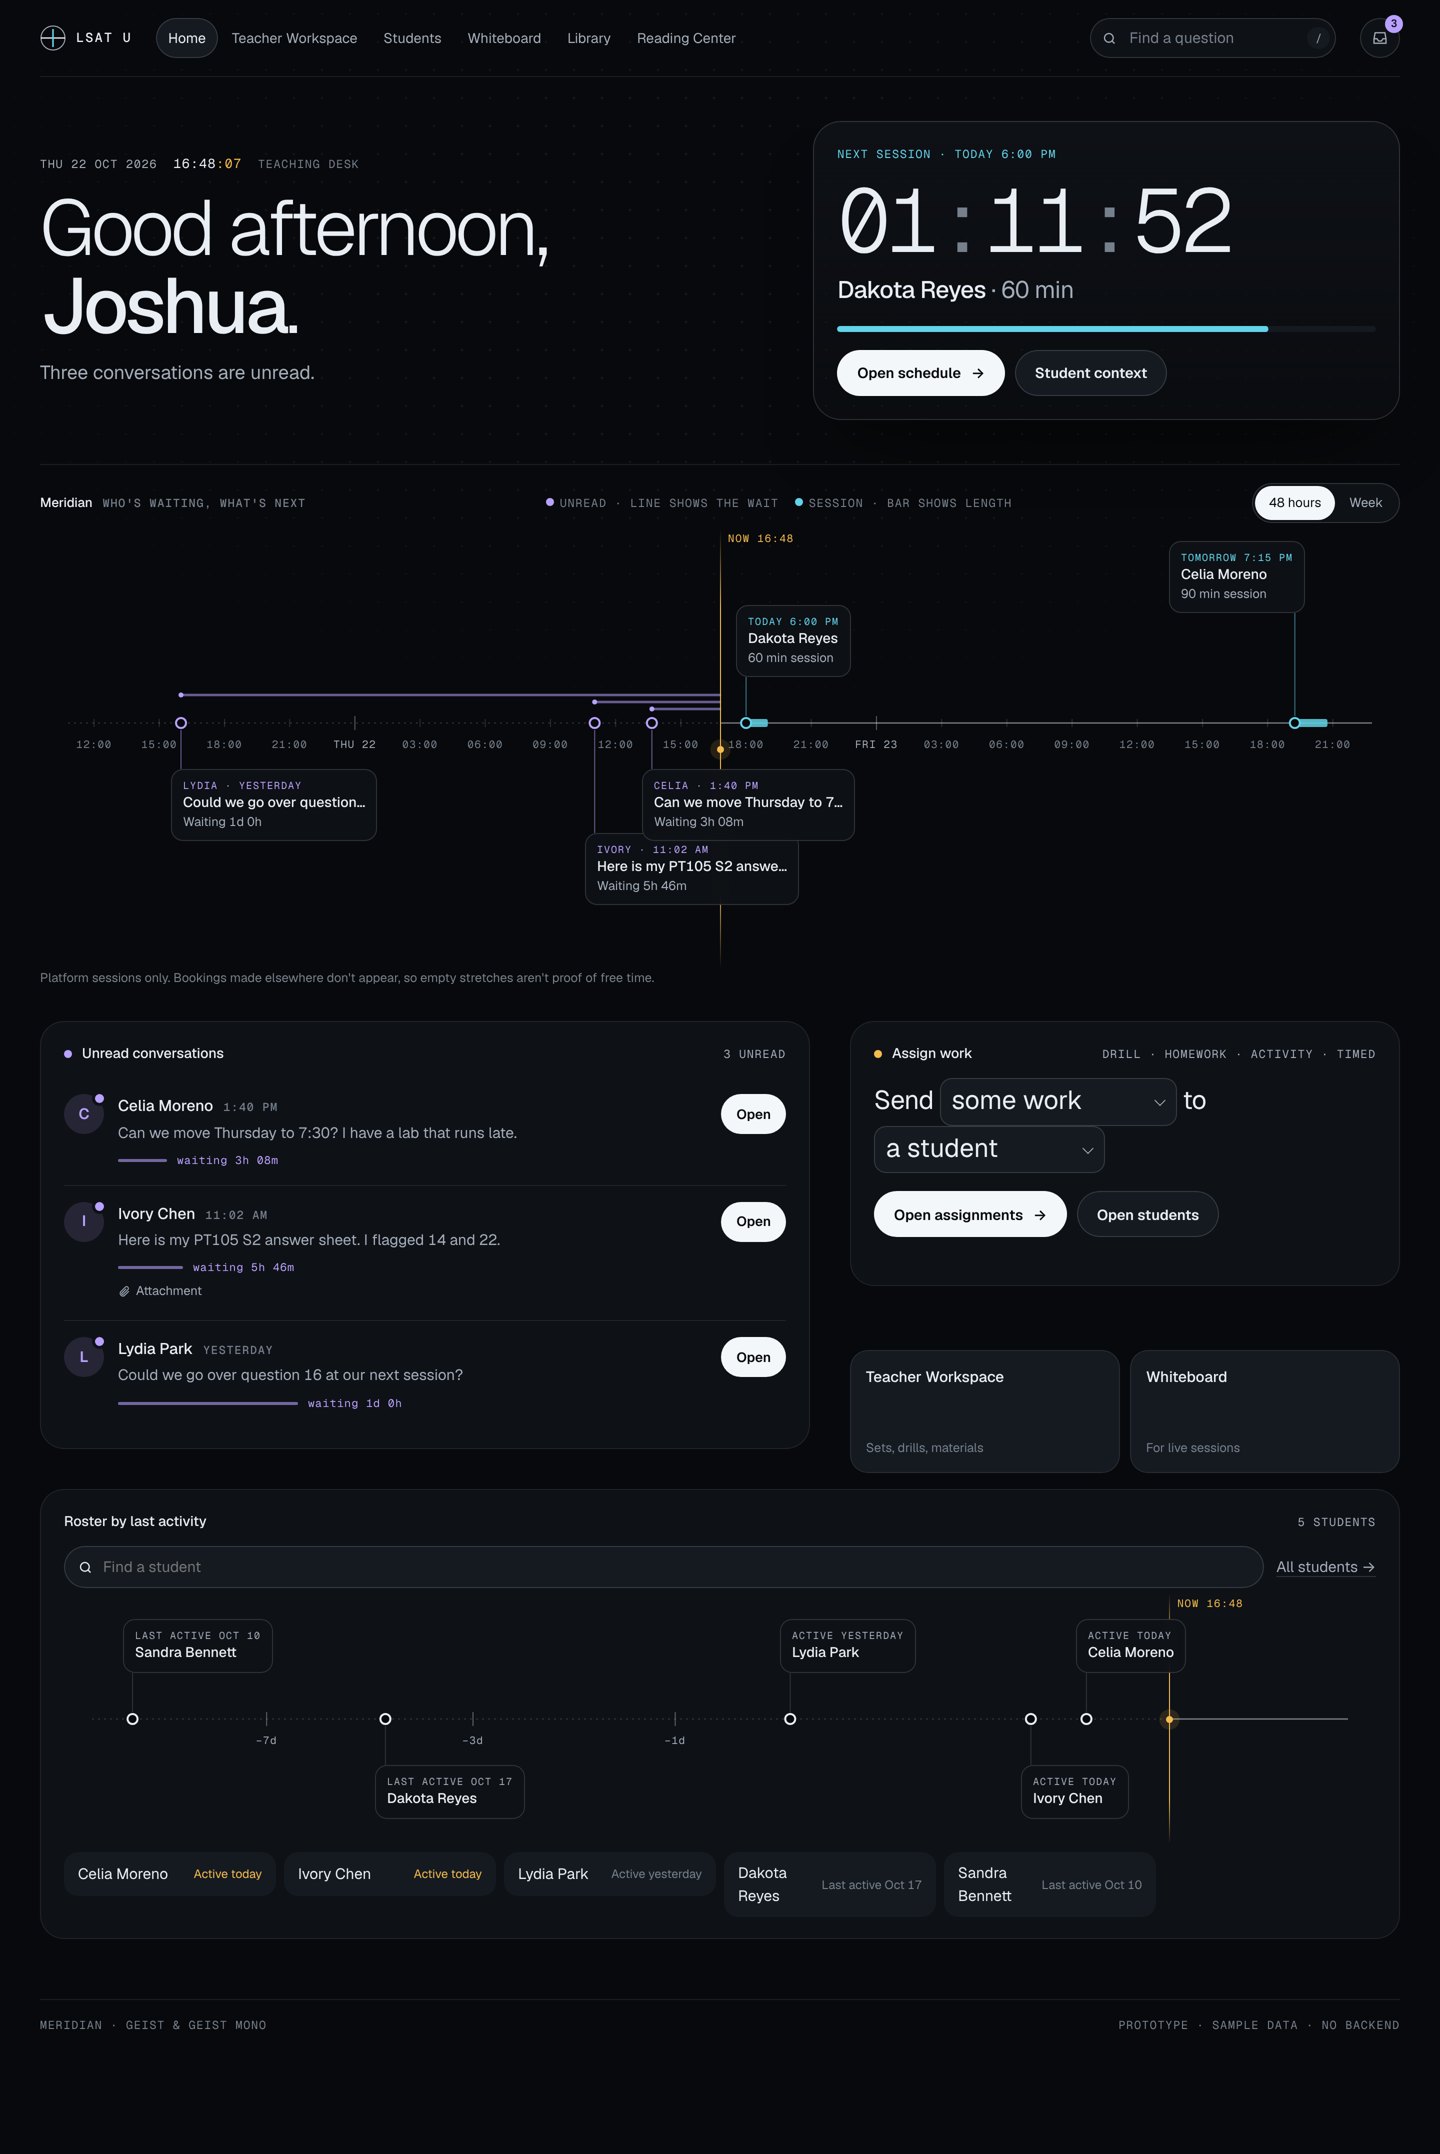 LSAT U
Home
Teacher Workspace
Students
Whiteboard
Library
Reading Center
Find a question
/
3
THU 22 OCT 2026 16:48:07 TEACHING DESK
Good afternoon,
Joshua.
Three conversations are unread.
NEXT SESSION · TODAY 6:00 PM
01:11:52
Dakota Reyes · 60 min
Open schedule →
Student context
Meridian WHO'S WAITING, WHAT'S NEXT
UNREAD · LINE SHOWS THE WAIT
SESSION · BAR SHOWS LENGTH
48 hours
Week
NOW 16:48
TOMORROW 7:15 PM
Celia Moreno
90 min session
TODAY 6:00 PM
Dakota Reyes
60 min session
12:00 15:00 18:00 21:00 THU 22 03:00 06:00 09:00 12:00 15:00 18:00 21:00 FRI 23 03:00 06:00 09:00 12:00 15:00 18:00 21:00
LYDIA · YESTERDAY
Could we go over question...
Waiting 1d 0h
CELIA · 1:40 PM
Can we move Thursday to 7...
Waiting 3h 08m
IVORY · 11:02 AM
Here is my PT105 S2 answe...
Waiting 5h 46m
Platform sessions only. Bookings made elsewhere don't appear, so empty stretches aren't proof of free time.
Unread conversations
3 UNREAD
C
Celia Moreno 1:40 PM
Can we move Thursday to 7:30? I have a lab that runs late.
waiting 3h 08m
Open
I
Ivory Chen 11:02 AM
Here is my PT105 S2 answer sheet. I flagged 14 and 22.
waiting 5h 46m
Attachment
Open
L
Lydia Park YESTERDAY
Could we go over question 16 at our next session?
waiting 1d 0h
Open
Assign work
DRILL · HOMEWORK · ACTIVITY · TIMED
Send some work to
a student
Open assignments →
Open students
Teacher Workspace
Sets, drills, materials
Whiteboard
For live sessions
Roster by last activity
5 STUDENTS
Find a student
All students →
NOW 16:48
LAST ACTIVE OCT 10
Sandra Bennett
ACTIVE YESTERDAY
Lydia Park
ACTIVE TODAY
Celia Moreno
−7d −3d −1d
LAST ACTIVE OCT 17
Dakota Reyes
ACTIVE TODAY
Ivory Chen
Celia Moreno Active today
Ivory Chen Active today
Lydia Park Active yesterday
Dakota
Reyes
Last active Oct 17
Sandra
Bennett
Last active Oct 10
MERIDIAN · GEIST & GEIST MONO
PROTOTYPE · SAMPLE DATA · NO BACKEND